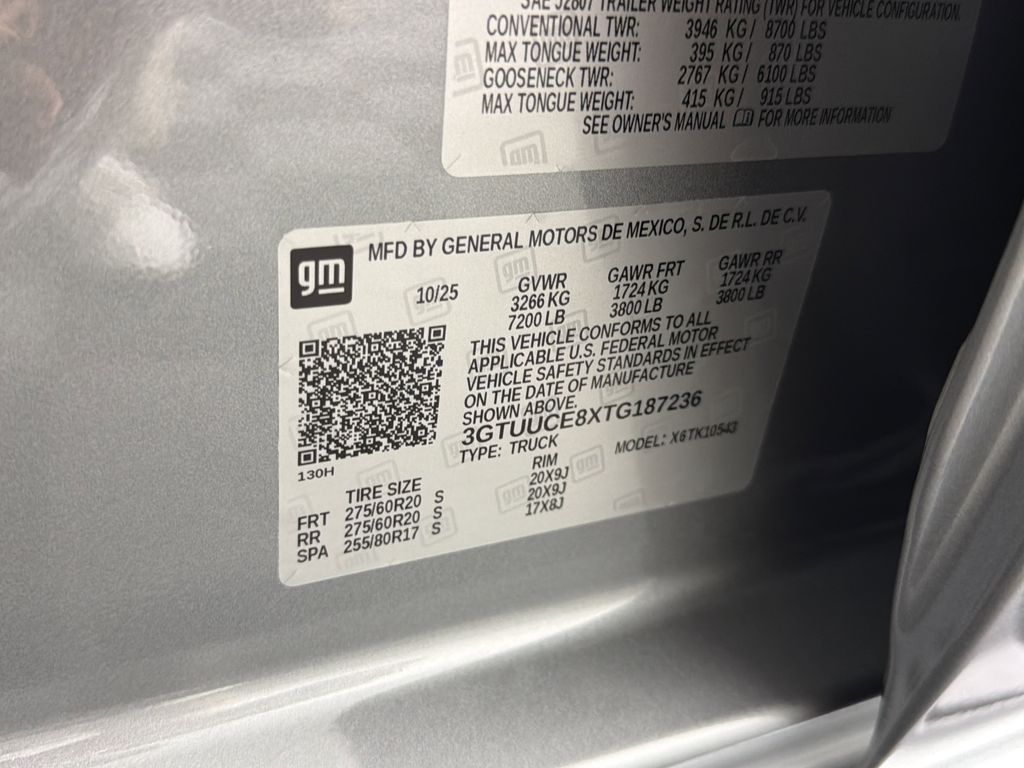 SAE J2807 TRAILER WEIGHT RATING (TWR) FOR VEHICLE CONFIGURATION.
CONVENTIONAL TWR: 3946 KG/ 8700 LBS
MAX TONGUE WEIGHT: 395 KG/ 870 LBS
GOOSENECK TWR: 2767 KG/ 6100 LBS
MAX TONGUE WEIGHT: 415 KG/ 915 LBS
SEE OWNER'S MANUAL FOR MORE INFORMATION
gm
MFD BY GENERAL MOTORS DE MEXICO, S. DE R.L. DE C.V.
10/25 GVWR GAWR FRT GAWR RR
3266 KG 1724 KG 1724 KG
7200 LB 3800 LB 3800 LB
THIS VEHICLE CONFORMS TO ALL
APPLICABLE U.S. FEDERAL MOTOR
VEHICLE SAFETY STANDARDS IN EFFECT
ON THE DATE OF MANUFACTURE
SHOWN ABOVE.
3GTUUCE8XTG187236
TYPE: TRUCK MODEL: X6TK10543
130H
TIRE SIZE RIM
FRT 275/60R20 S 20X9J
RR 275/60R20 S 20X9J
SPA 255/80R17 S 17X8J